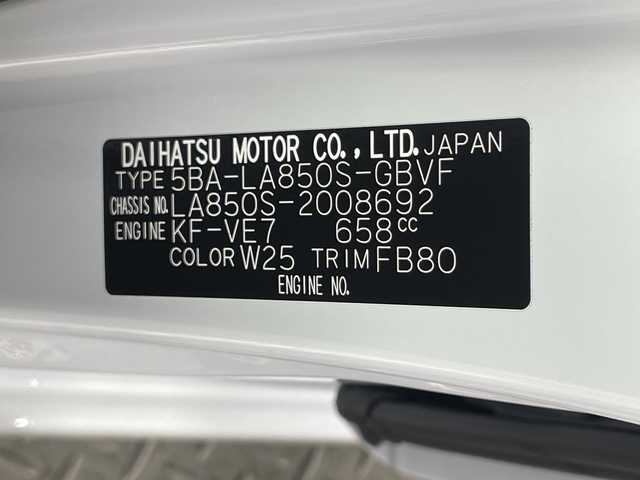 DAIHATSU MOTOR CO.,LTD. JAPAN
TYPE 5BA-LA850S-GBVF
CHASSIS NO. LA850S-2008692
ENGINE KF-VE7 658cc
COLOR W25 TRIM FB80
ENGINE NO.